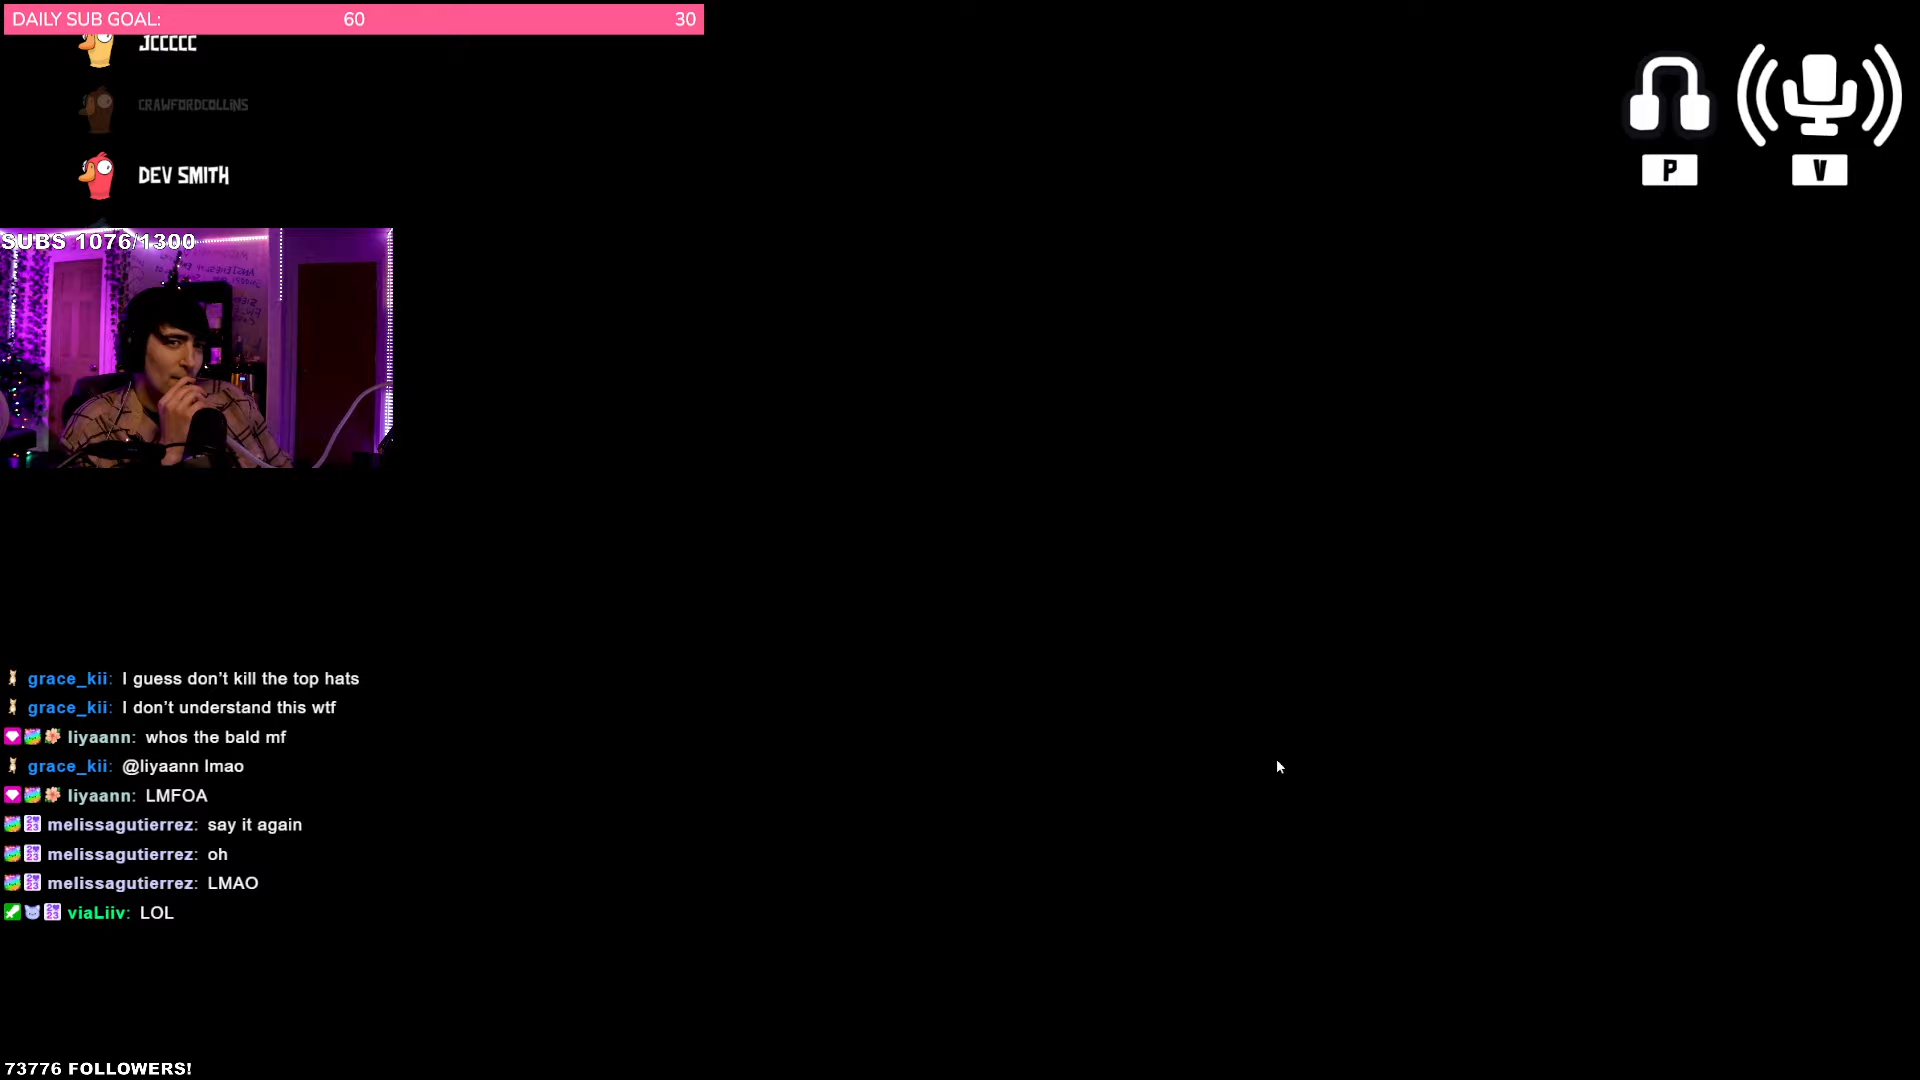 DAILY SUB GOAL: 60 30
JCCCCC
CRAWFORDCOLLINS
DEV SMITH
P V
SUBS 1076/1300
grace_kii: I guess don’t kill the top hats
grace_kii: I don’t understand this wtf
liyaann: whos the bald mf
grace_kii: @liyaann lmao
liyaann: LMFOA
melissagutierrez: say it again
melissagutierrez: oh
melissagutierrez: LMAO
viaLiiv: LOL
73776 FOLLOWERS!